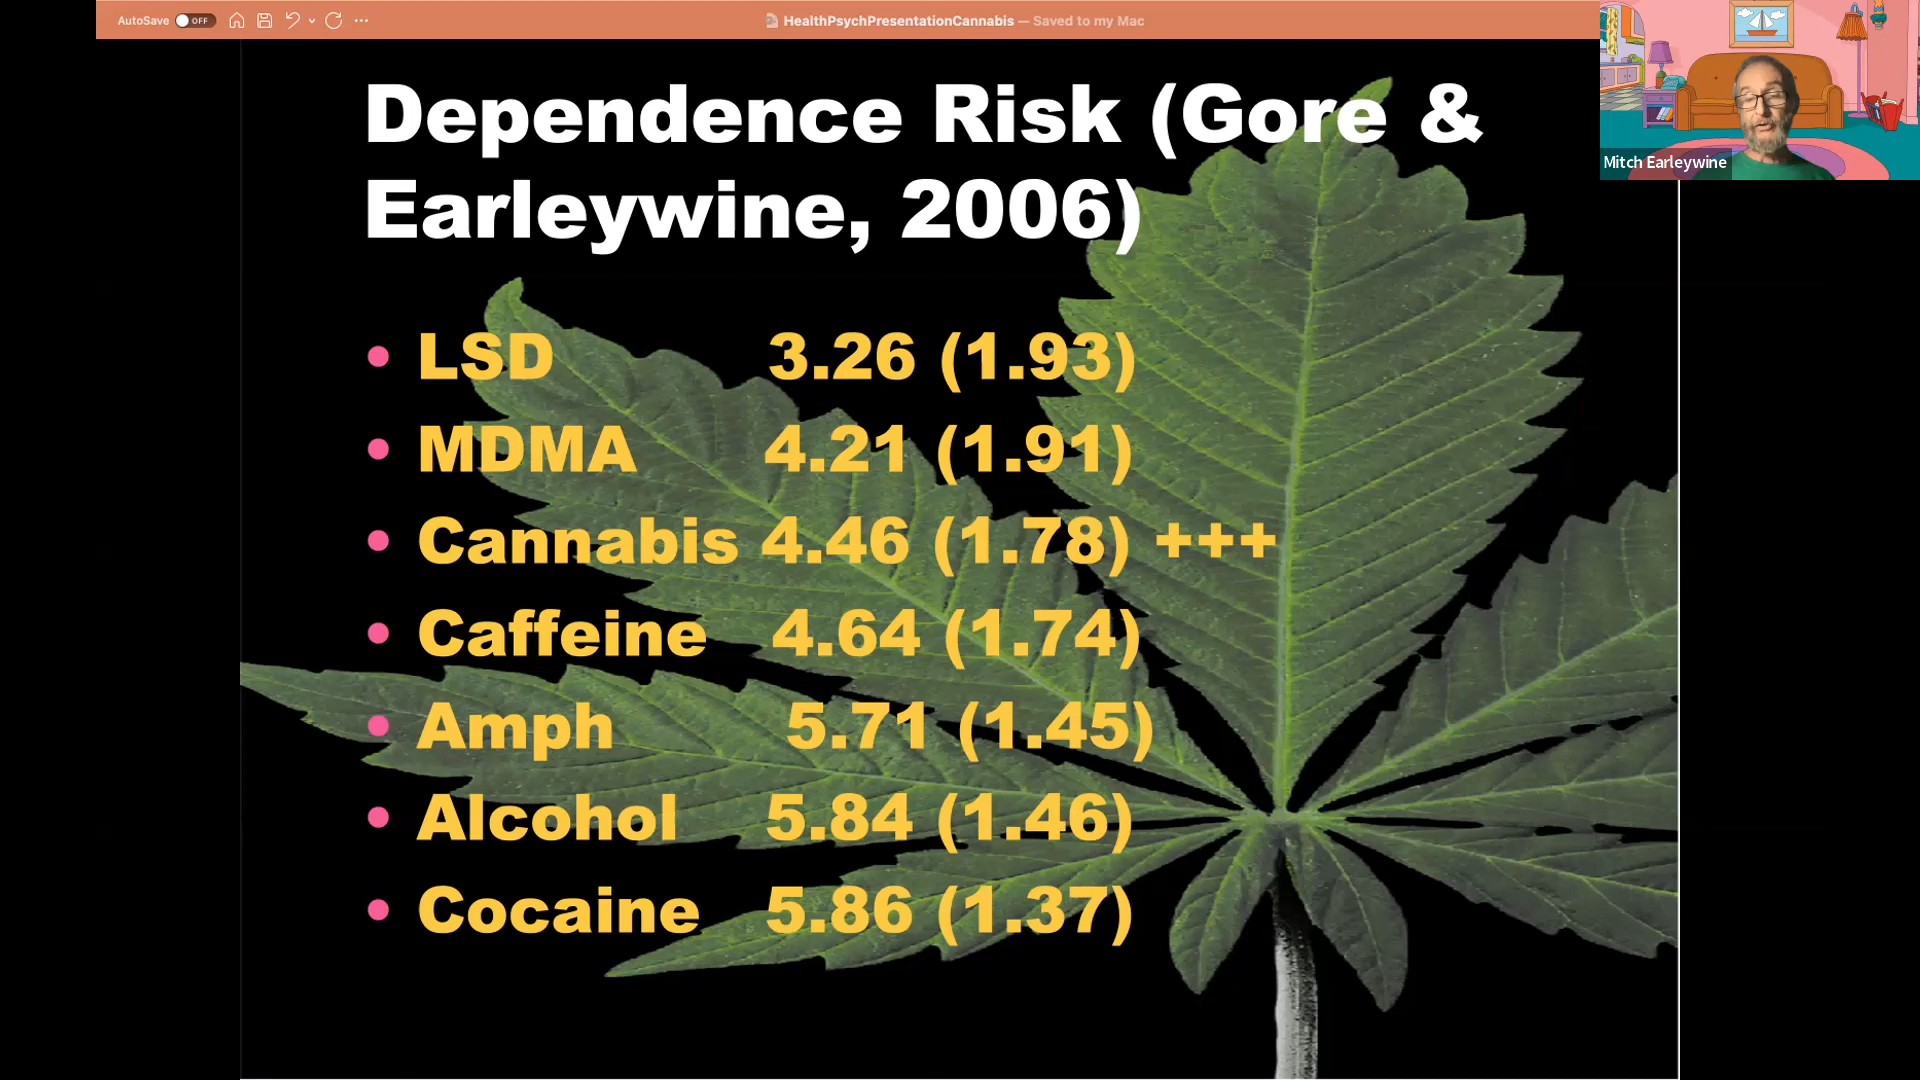 AutoSave OFF
HealthPsychPresentationCannabis — Saved to my Mac
Mitch Earleywine
Dependence Risk (Gore &
Earleywine, 2006)
• LSD 3.26 (1.93)
• MDMA 4.21 (1.91)
• Cannabis 4.46 (1.78) +++
• Caffeine 4.64 (1.74)
• Amph 5.71 (1.45)
• Alcohol 5.84 (1.46)
• Cocaine 5.86 (1.37)